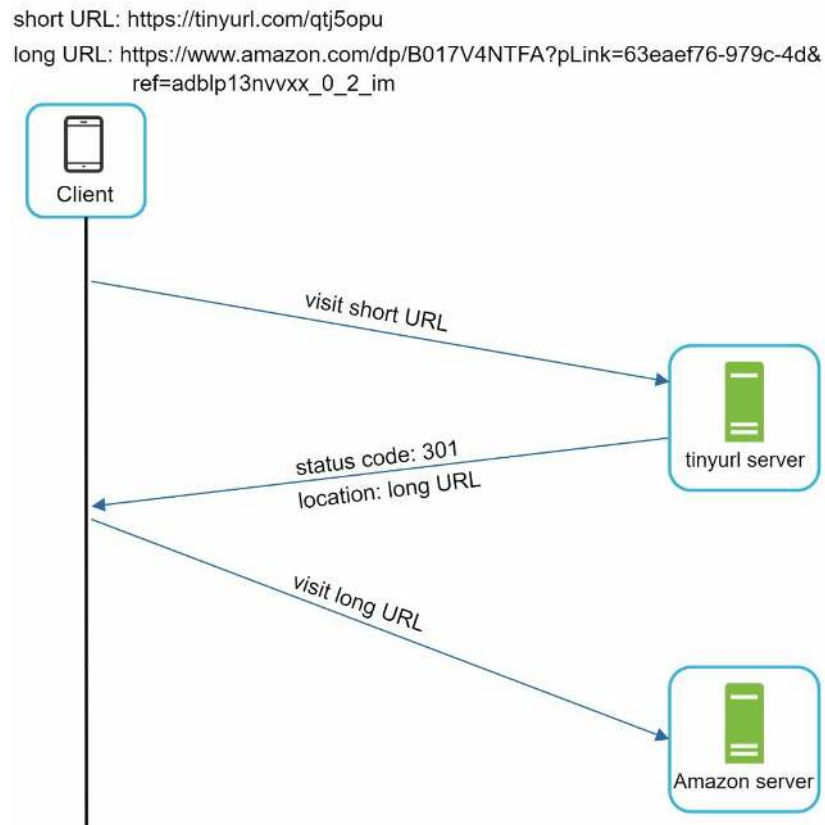 short URL: https://tinyurl.com/qtj5opu
long URL: https://www.amazon.com/dp/B017V4NTFA?pLink=63eaef76-979c-4d&
ref=adblp13nvvxx_0_2_im
Client
visit short URL
tinyurl server
status code: 301
location: long URL
visit long URL
Amazon server